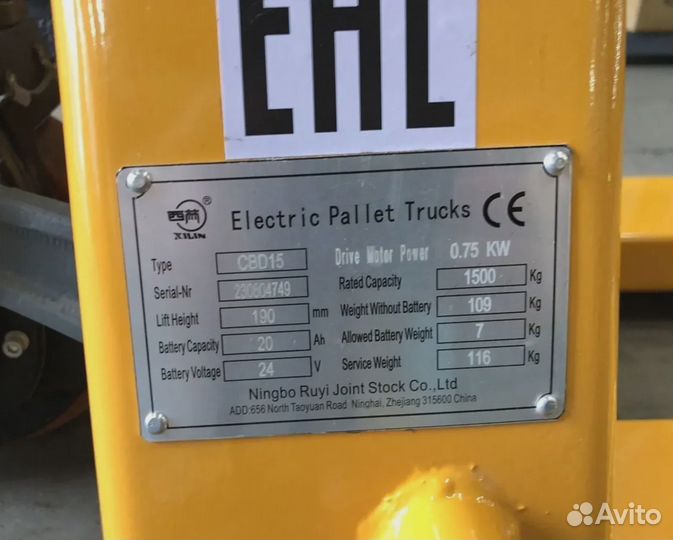 EAC
西林 ®
XILIN
Electric Pallet Trucks CE
Type CBD15
Serial-Nr 230804749
Lift Height 190 mm
Battery Capacity 20 Ah
Battery Voltage 24 V
Drive Motor Power 0.75 KW
Rated Capacity 1500 Kg
Weight Without Battery 109 Kg
Allowed Battery Weight 7 Kg
Service Weight 116 Kg
Ningbo Ruyi Joint Stock Co.,Ltd
ADD:656 North Taoyuan Road Ninghai, Zhejiang 315600 China
Avito